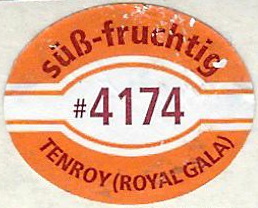 süß-fruchtig
#4174
TENROY (ROYAL GALA)